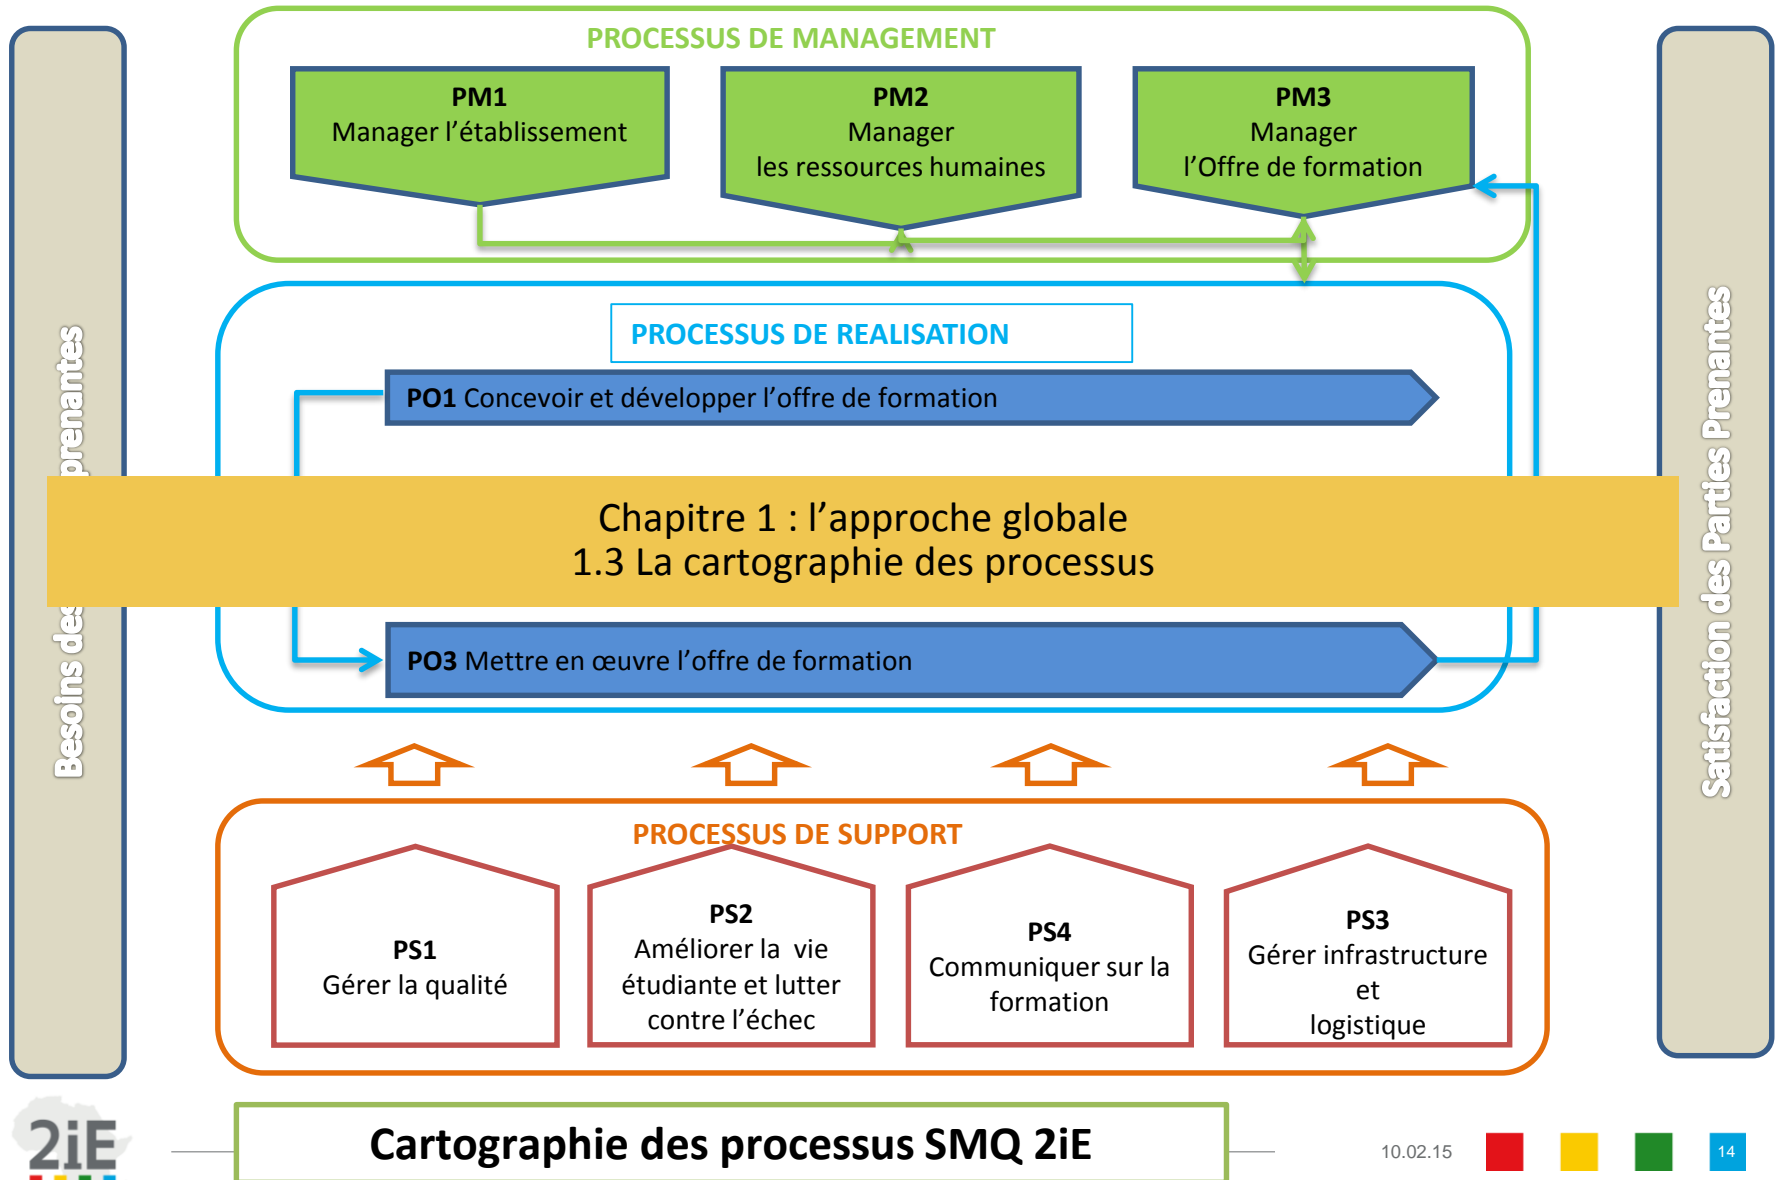 PROCESSUS DE MANAGEMENT
PM1
Manager l’établissement
PM2
Manager
les ressources humaines
PM3
Manager
l’Offre de formation
Besoins des prenantes
Satisfaction des Parties Prenantes
PROCESSUS DE REALISATION
PO1 Concevoir et développer l’offre de formation
Chapitre 1 : l’approche globale
1.3 La cartographie des processus
PO3 Mettre en œuvre l’offre de formation
PROCESSUS DE SUPPORT
PS1
Gérer la qualité
PS2
Améliorer la vie
étudiante et lutter
contre l’échec
PS4
Communiquer sur la
formation
PS3
Gérer infrastructure
et
logistique
2iE
Cartographie des processus SMQ 2iE
10.02.15
14